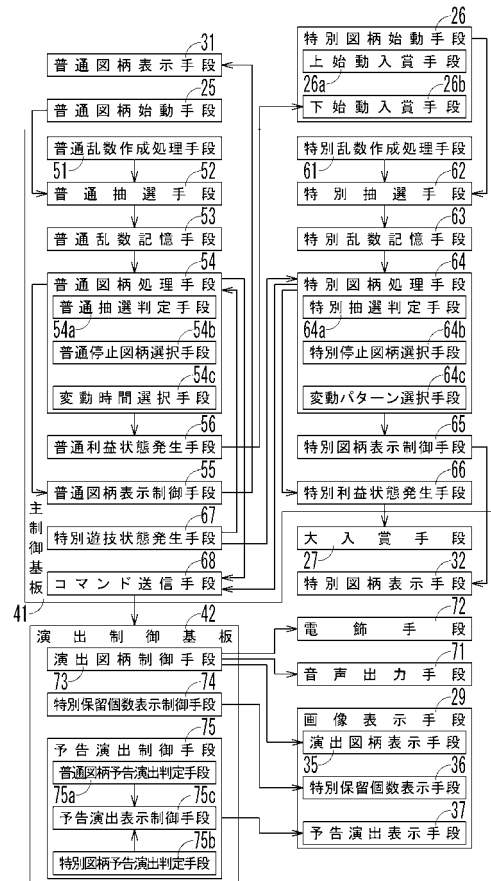 31
普通図柄表示手段
25
普通図柄始動手段
普通乱数作成処理手段
51
52
普通抽選手段
53
普通乱数記憶手段
54
普通図柄処理手段
普通抽選判定手段
54a
54b
普通停止図柄選択手段
54c
変動時間選択手段
56
普通利益状態発生手段
55
普通図柄表示制御手段
67
特別遊技状態発生手段
68
コマンド送信手段
主制御基板
41
26
特別図柄始動手段
上始動入賞手段
26a
26b
下始動入賞手段
特別乱数作成処理手段
61
62
特別抽選手段
63
特別乱数記憶手段
64
特別図柄処理手段
特別抽選判定手段
64a
64b
特別停止図柄選択手段
64c
変動パターン選択手段
65
特別図柄表示制御手段
66
特別利益状態発生手段
大入賞手段
27
32
特別図柄表示手段
42
演出制御基板
演出図柄制御手段
73
74
特別保留個数表示制御手段
75
予告演出制御手段
普通図柄予告演出判定手段
75a
75c
予告演出表示制御手段
75b
特別図柄予告演出判定手段
72
電飾手段
71
音声出力手段
29
画像表示手段
演出図柄表示手段
35
36
特別保留個数表示手段
37
予告演出表示手段